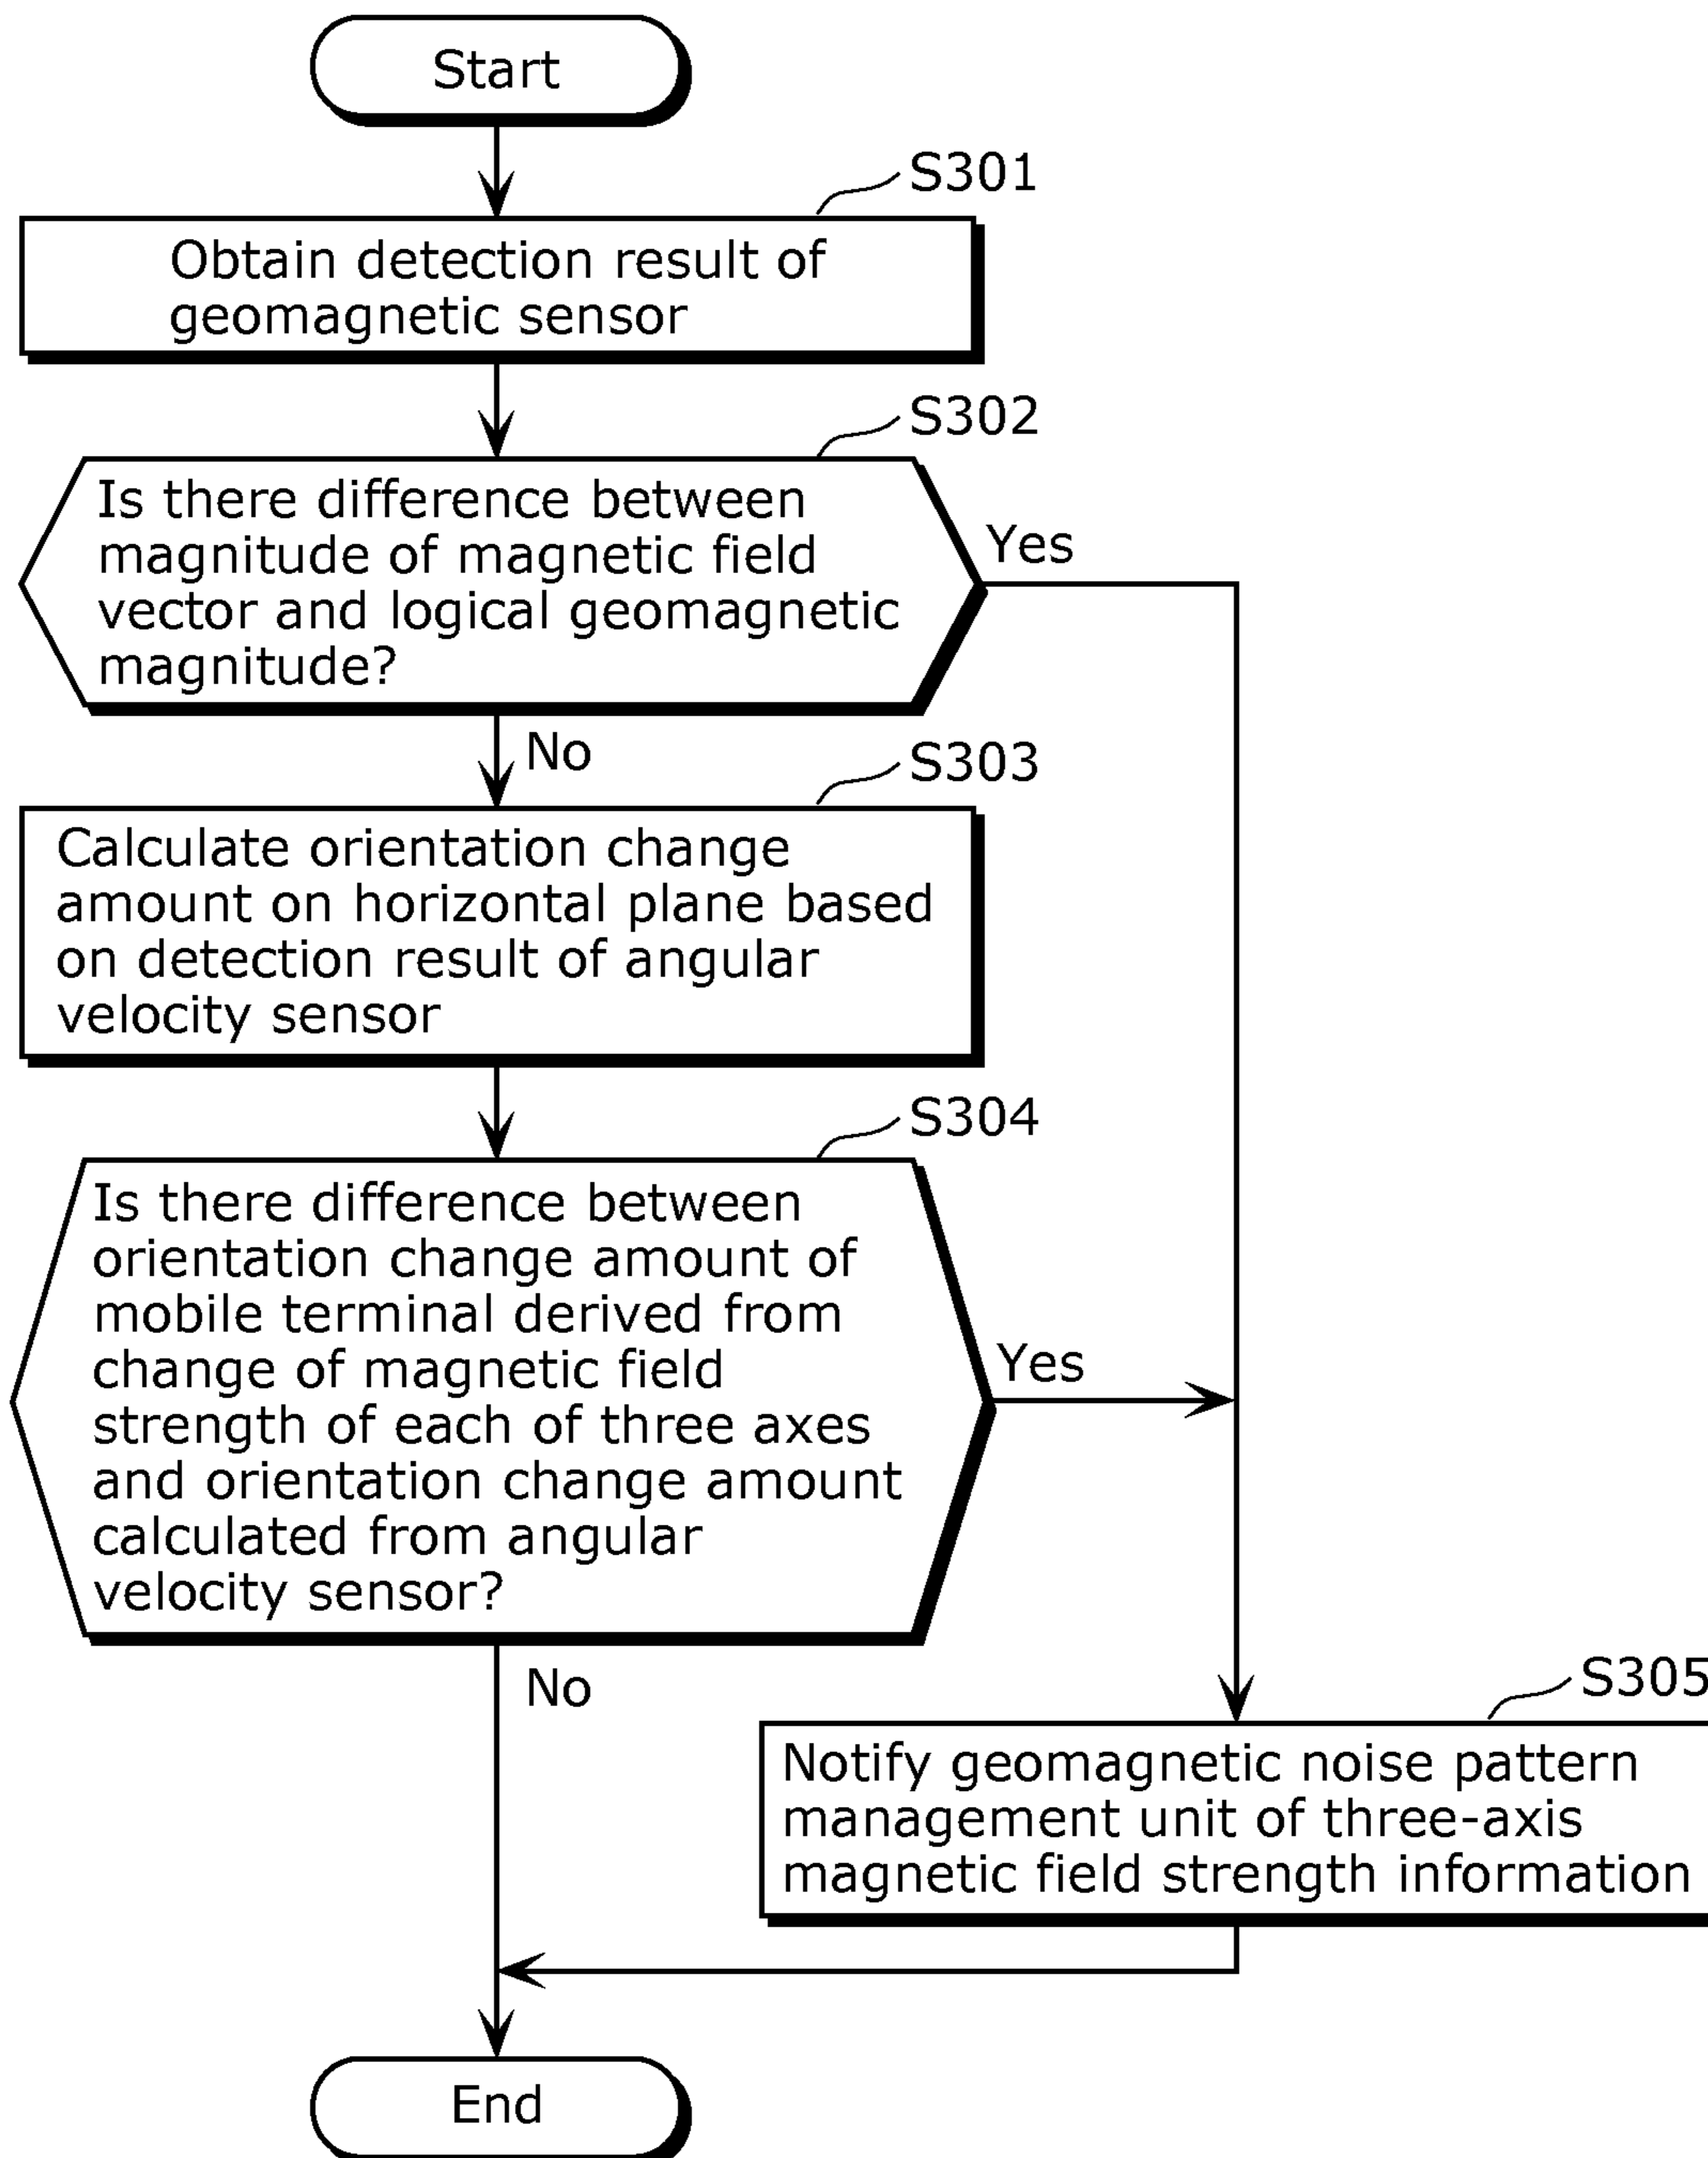 Start
S301
Obtain detection result of
geomagnetic sensor
S302
Is there difference between
magnitude of magnetic field
vector and logical geomagnetic
magnitude?
Yes
No
S303
Calculate orientation change
amount on horizontal plane based
on detection result of angular
velocity sensor
S304
Is there difference between
orientation change amount of
mobile terminal derived from
change of magnetic field
strength of each of three axes
and orientation change amount
calculated from angular
velocity sensor?
Yes
No
S305
Notify geomagnetic noise pattern
management unit of three-axis
magnetic field strength information
End